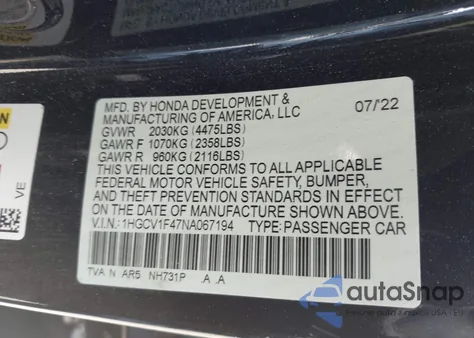 MFD. BY HONDA DEVELOPMENT &
MANUFACTURING OF AMERICA, LLC 07/22
GVWR 2030KG (4475LBS)
GAWR F 1070KG (2358LBS)
GAWR R 960KG (2116LBS)
THIS VEHICLE CONFORMS TO ALL APPLICABLE
FEDERAL MOTOR VEHICLE SAFETY, BUMPER,
AND THEFT PREVENTION STANDARDS IN EFFECT
ON THE DATE OF MANUFACTURE SHOWN ABOVE.
V.I.N.: 1HGCV1F47NA067194 TYPE: PASSENGER CAR
TVA N AR5 NH731P .A .A
VE
autoSnap